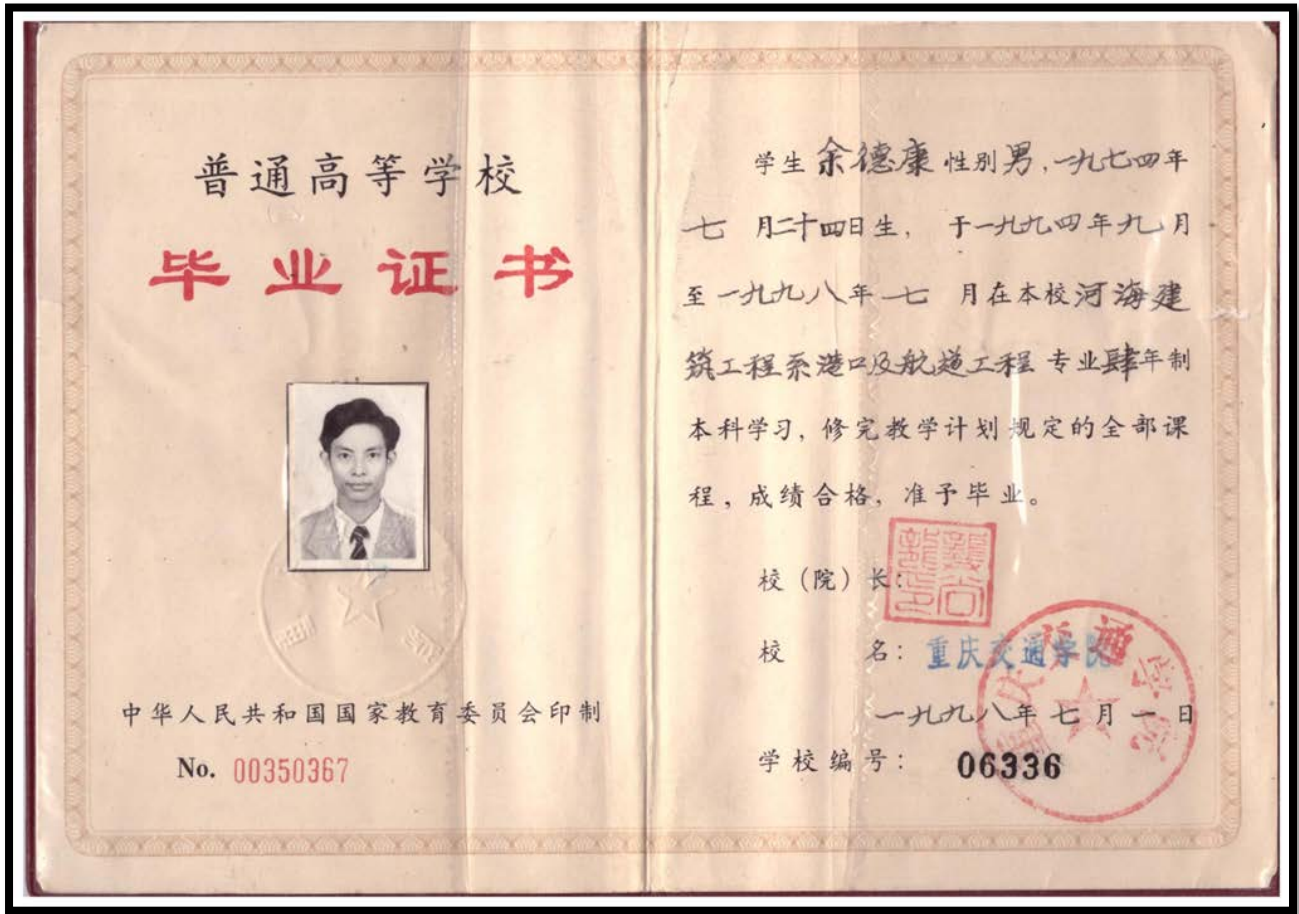 普通高等学校
毕业证书
中华人民共和国国家教育委员会印制
No. 00350367
学生余德康性别男,一九七四年
七 月二十四日生, 于一九九四年九月
至一九九八年 七 月在本校河海建
筑工程系港口及航道工程 专业肆年制
本科学习, 修完教学计划规定的全部课
程, 成绩合格, 准予毕业。
校(院)长:
校 名: 重庆交通学院
一九九八年七月一日
学校编号: 06336
重庆交通学院